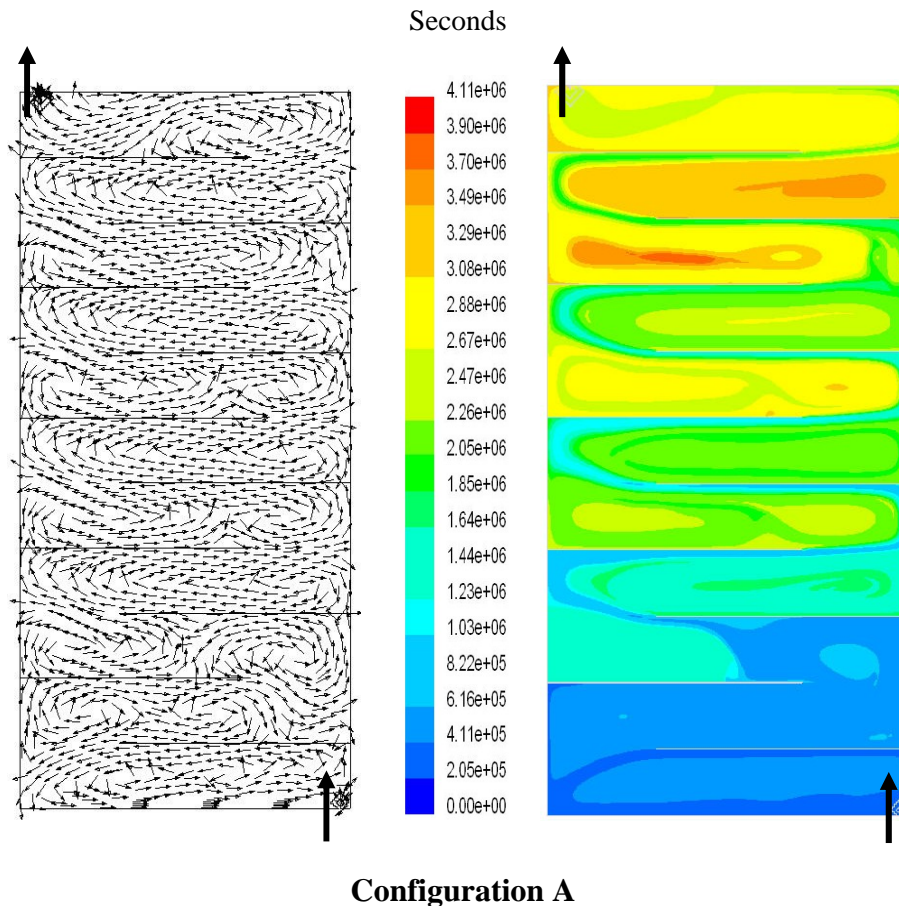 Seconds
4.11e+06
3.90e+06
3.70e+06
3.49e+06
3.29e+06
3.08e+06
2.88e+06
2.67e+06
2.47e+06
2.26e+06
2.05e+06
1.85e+06
1.64e+06
1.44e+06
1.23e+06
1.03e+06
8.22e+05
6.16e+05
4.11e+05
2.05e+05
0.00e+00
Configuration A